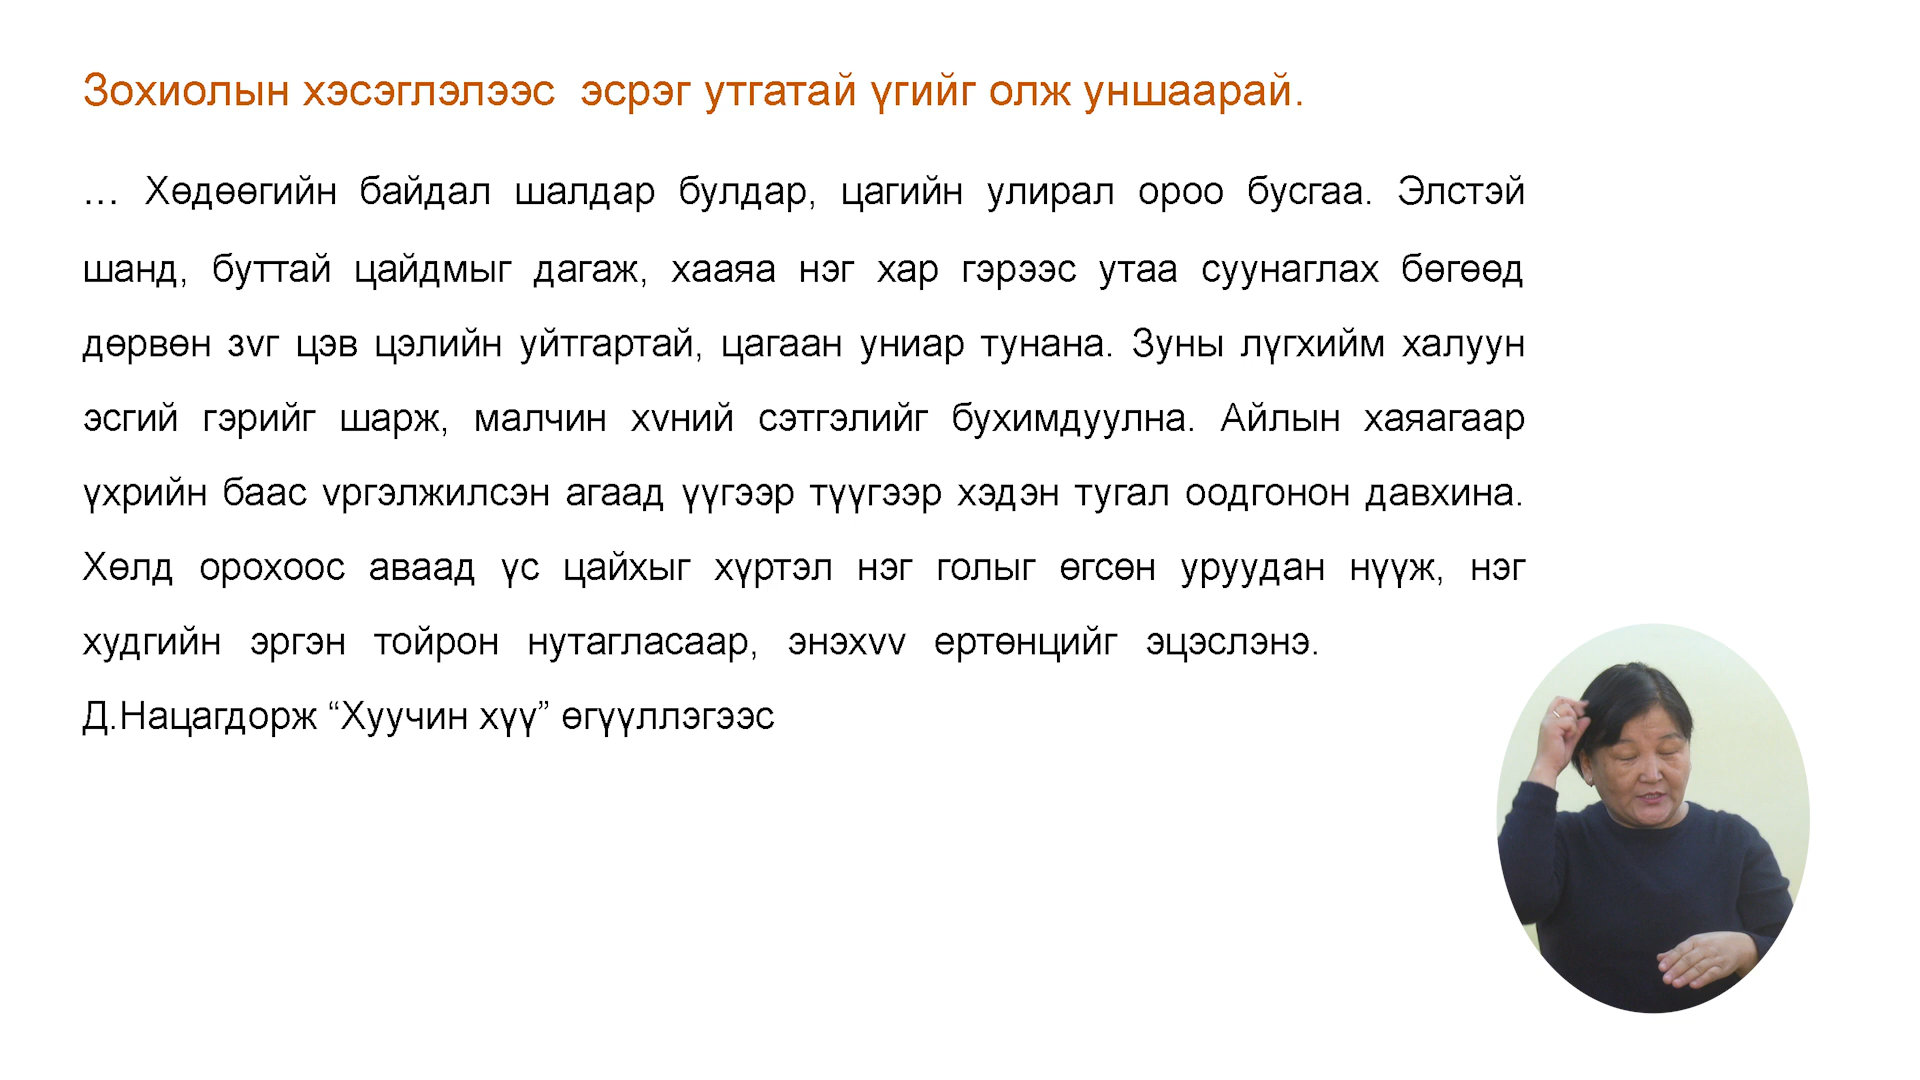 Зохиолын хэсэглэлээс эсрэг утгатай үгийг олж уншаарай.
… Хөдөөгийн байдал шалдар булдар, цагийн улирал ороо бусгаа. Элстэй
шанд, буттай цайдмыг дагаж, хааяа нэг хар гэрээс утаа суунаглах бөгөөд
дөрвөн зvг цэв цэлийн уйтгартай, цагаан униар тунана. Зуны лүгхийм халуун
эсгий гэрийг шарж, малчин хvний сэтгэлийг бухимдуулна. Айлын хаяагаар
үхрийн баас vргэлжилсэн агаад үүгээр түүгээр хэдэн тугал оодгонон давхина.
Хөлд орохоос аваад үс цайхыг хүртэл нэг голыг өгсөн уруудан нүүж, нэг
худгийн эргэн тойрон нутагласаар, энэхvv ертөнцийг эцэслэнэ.
Д.Нацагдорж “Хуучин хүү” өгүүллэгээс